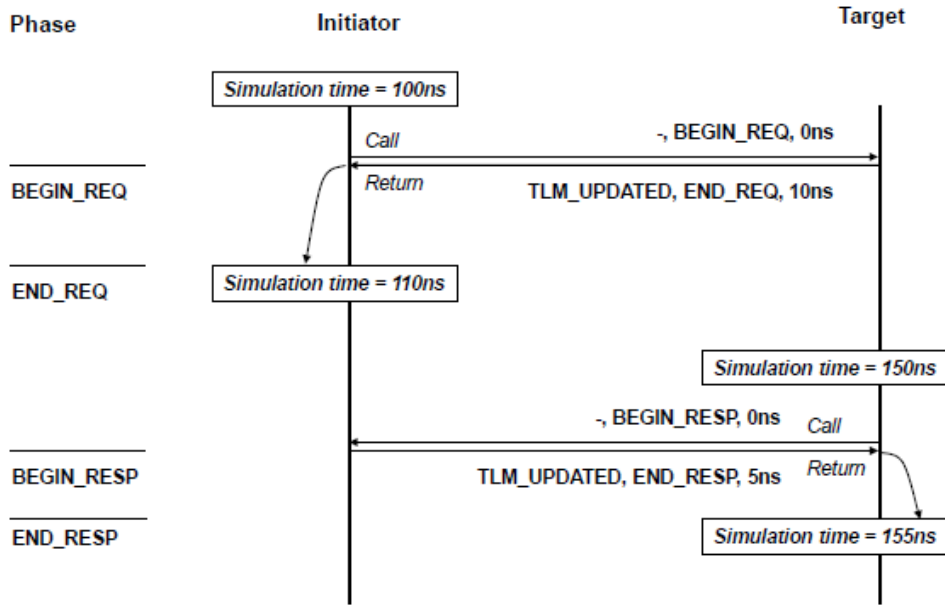 Phase
Initiator
Target
Simulation time = 100ns
-, BEGIN_REQ, 0ns
Call
Return
TLM_UPDATED, END_REQ, 10ns
BEGIN_REQ
Simulation time = 110ns
END_REQ
Simulation time = 150ns
-, BEGIN_RESP, 0ns
Call
BEGIN_RESP
TLM_UPDATED, END_RESP, 5ns
Return
END_RESP
Simulation time = 155ns